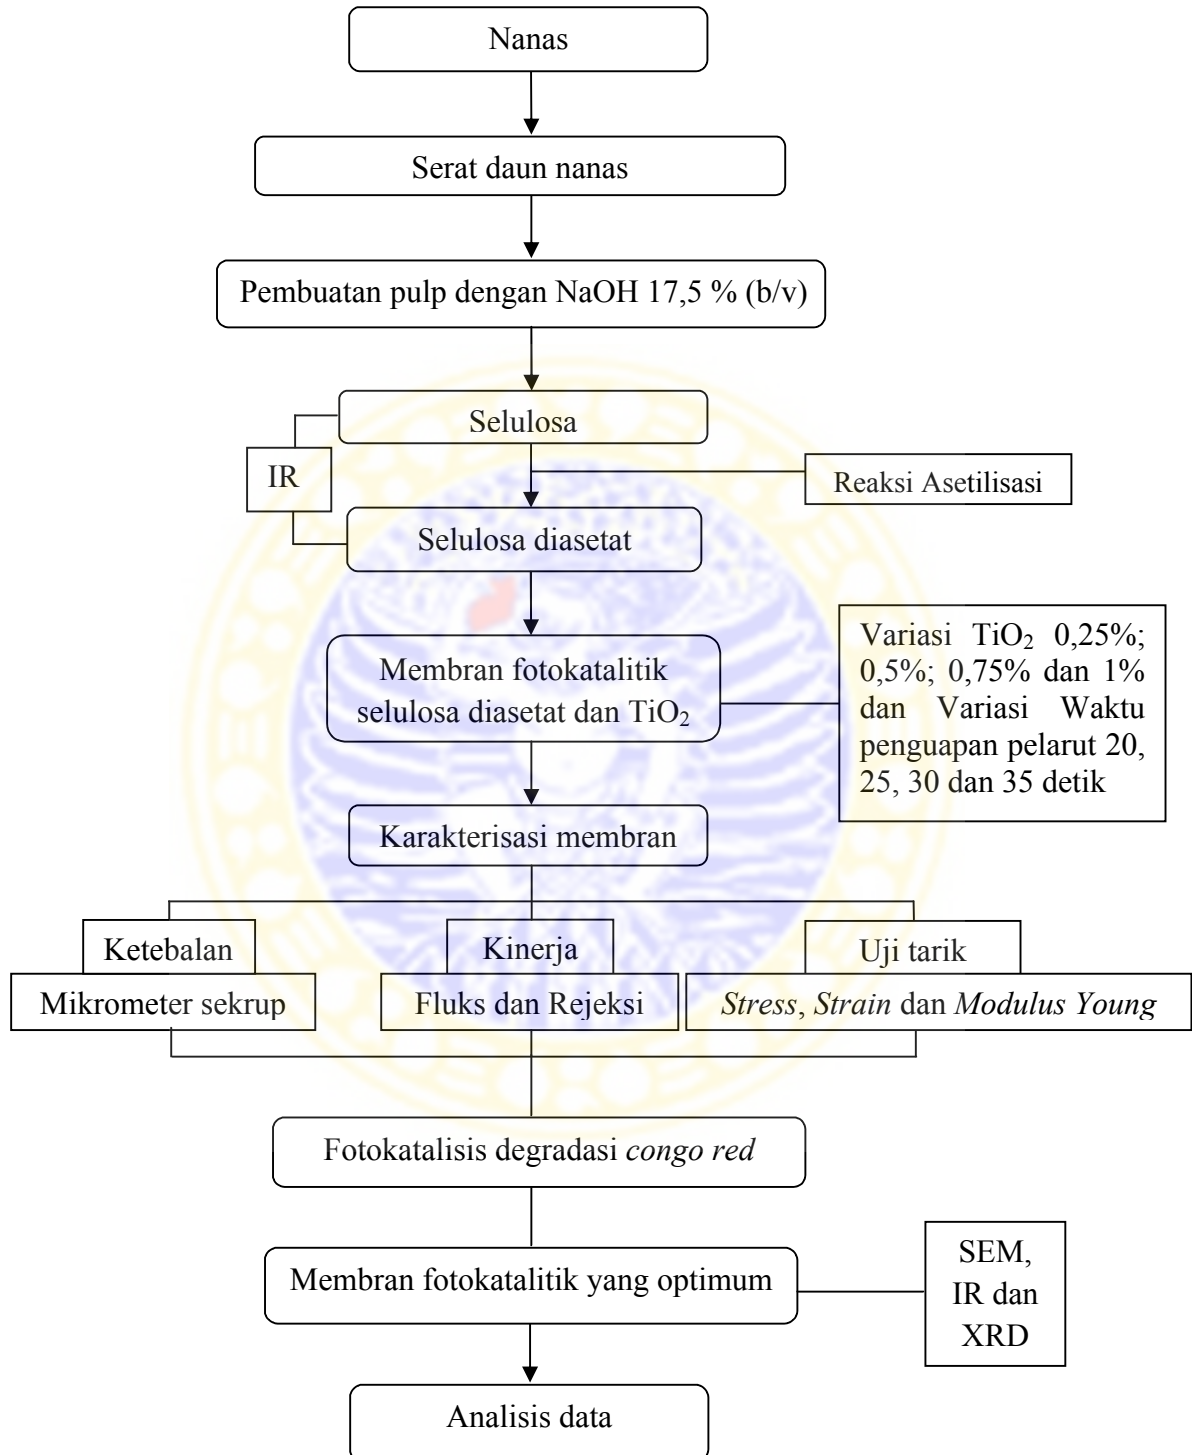 Nanas
Serat daun nanas
Pembuatan pulp dengan NaOH 17,5 % (b/v)
Selulosa
IR
Reaksi Asetilisasi
Selulosa diasetat
Membran fotokatalitik
selulosa diasetat dan TiO₂
Variasi TiO₂ 0,25%;
0,5%; 0,75% dan 1%
dan Variasi Waktu
penguapan pelarut 20,
25, 30 dan 35 detik
Karakterisasi membran
Ketebalan
Kinerja
Uji tarik
Mikrometer sekrup
Fluks dan Rejeksi
Stress, Strain dan Modulus Young
Fotokatalisis degradasi congo red
Membran fotokatalitik yang optimum
SEM,
IR dan
XRD
Analisis data